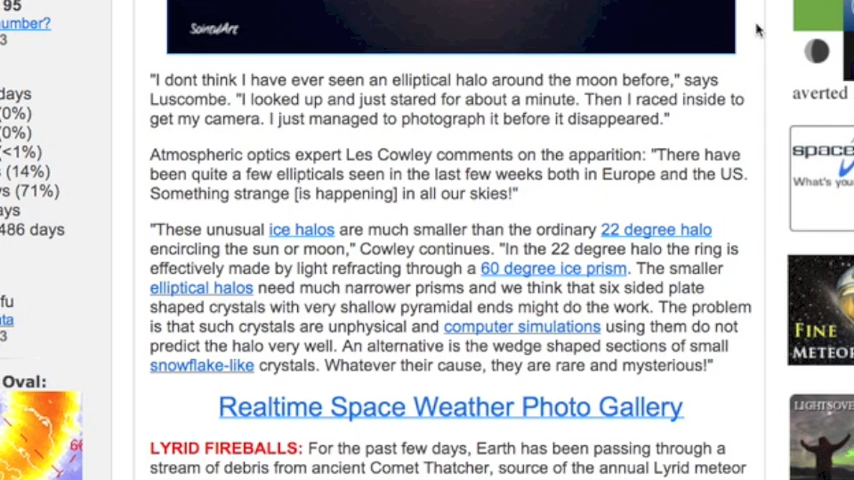 95
number?
3
days
(0%)
(0%)
(<1%)
(14%)
(71%)
486 days
fu
3
Oval:
SointulArt
"I dont think I have ever seen an elliptical halo around the moon before," says
Luscombe. "I looked up and just stared for about a minute. Then I raced inside to
get my camera. I just managed to photograph it before it disappeared."
Atmospheric optics expert Les Cowley comments on the apparition: "There have
been quite a few ellipticals seen in the last few weeks both in Europe and the US.
Something strange [is happening] in all our skies!"
"These unusual ice halos are much smaller than the ordinary 22 degree halo
encircling the sun or moon," Cowley continues. "In the 22 degree halo the ring is
effectively made by light refracting through a 60 degree ice prism. The smaller
elliptical halos need much narrower prisms and we think that six sided plate
shaped crystals with very shallow pyramidal ends might do the work. The problem
is that such crystals are unphysical and computer simulations using them do not
predict the halo very well. An alternative is the wedge shaped sections of small
snowflake-like crystals. Whatever their cause, they are rare and mysterious!"
Realtime Space Weather Photo Gallery
LYRID FIREBALLS: For the past few days, Earth has been passing through a
stream of debris from ancient Comet Thatcher, source of the annual Lyrid meteor
averted
space
What's you
FINE
METEOR
LIGHTSOVE